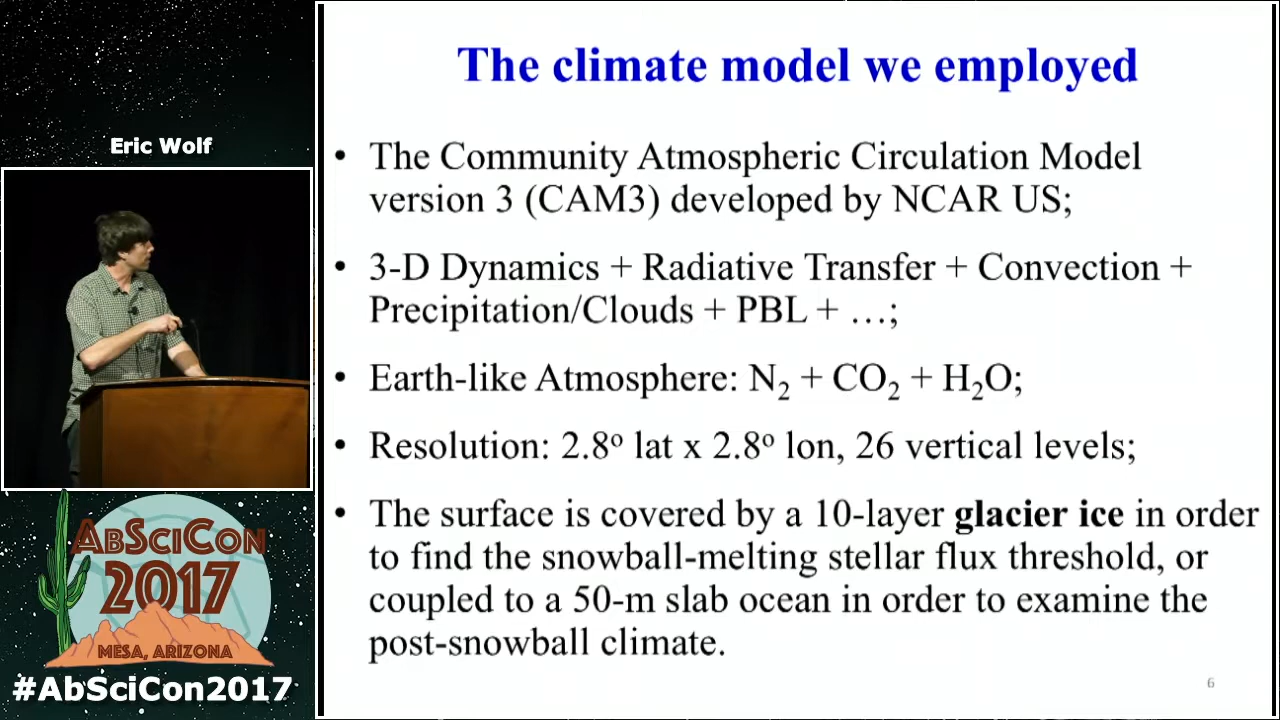 Eric Wolf
ABSCICON
2017
MESA, ARIZONA
#AbSciCon2017
The climate model we employed
• The Community Atmospheric Circulation Model
version 3 (CAM3) developed by NCAR US;
• 3-D Dynamics + Radiative Transfer + Convection +
Precipitation/Clouds + PBL + …;
• Earth-like Atmosphere: N₂ + CO₂ + H₂O;
• Resolution: 2.8º lat x 2.8º lon, 26 vertical levels;
• The surface is covered by a 10-layer glacier ice in order
to find the snowball-melting stellar flux threshold, or
coupled to a 50-m slab ocean in order to examine the
post-snowball climate.
6